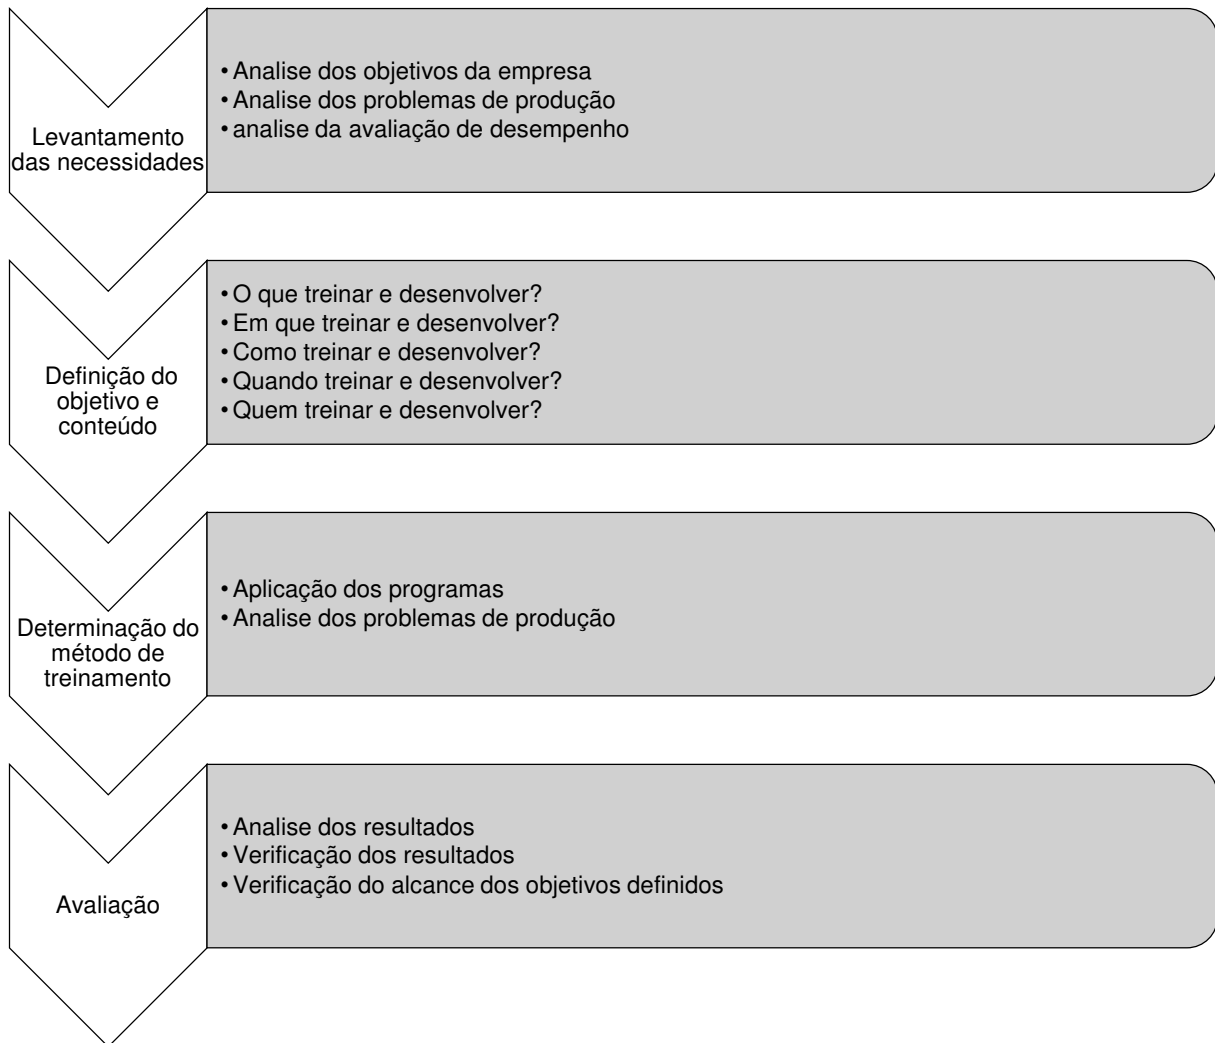 Levantamento
das necessidades
• Analise dos objetivos da empresa
• Analise dos problemas de produção
• analise da avaliação de desempenho
Definição do
objetivo e
conteúdo
• O que treinar e desenvolver?
• Em que treinar e desenvolver?
• Como treinar e desenvolver?
• Quando treinar e desenvolver?
• Quem treinar e desenvolver?
Determinação do
método de
treinamento
• Aplicação dos programas
• Analise dos problemas de produção
Avaliação
• Analise dos resultados
• Verificação dos resultados
• Verificação do alcance dos objetivos definidos